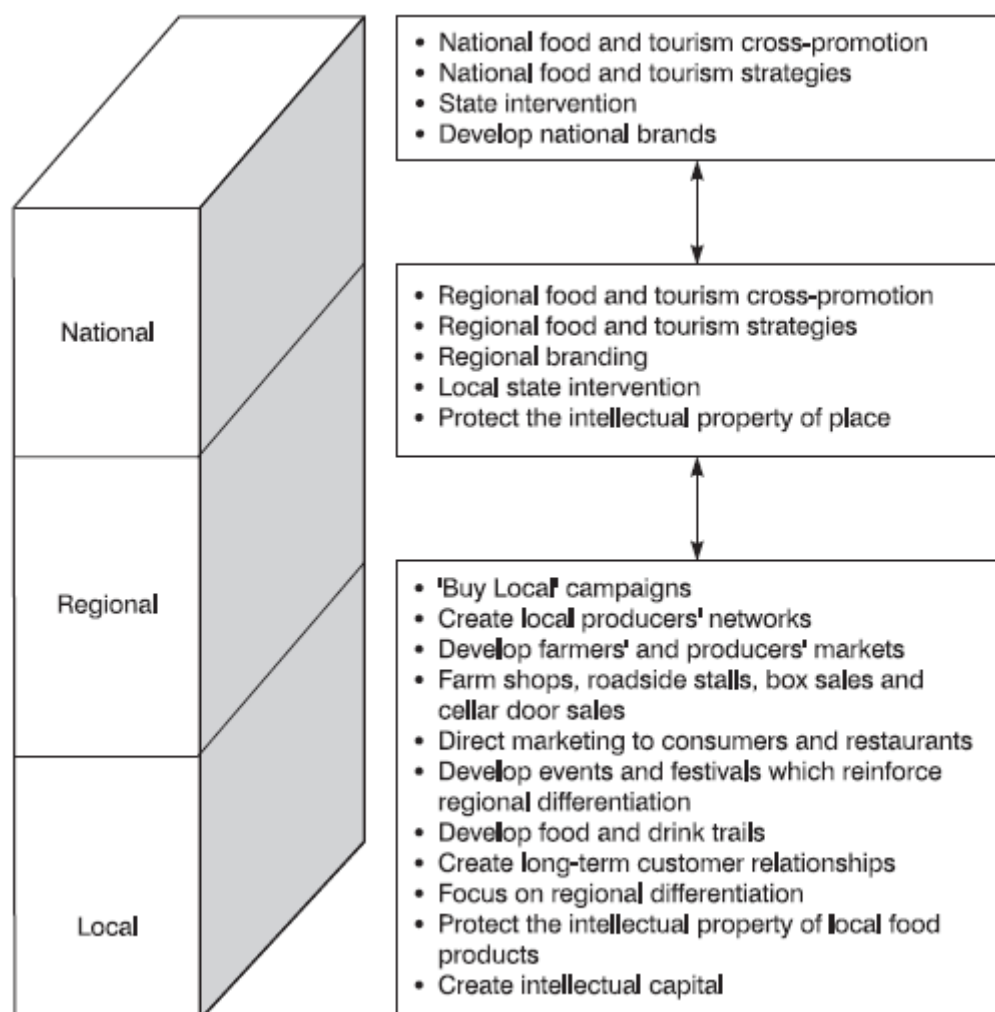 • National food and tourism cross-promotion
• National food and tourism strategies
• State intervention
• Develop national brands
National
• Regional food and tourism cross-promotion
• Regional food and tourism strategies
• Regional branding
• Local state intervention
• Protect the intellectual property of place
Regional
• 'Buy Local' campaigns
• Create local producers' networks
• Develop farmers' and producers' markets
• Farm shops, roadside stalls, box sales and
cellar door sales
• Direct marketing to consumers and restaurants
• Develop events and festivals which reinforce
regional differentiation
• Develop food and drink trails
• Create long-term customer relationships
• Focus on regional differentiation
• Protect the intellectual property of local food
products
• Create intellectual capital
Local